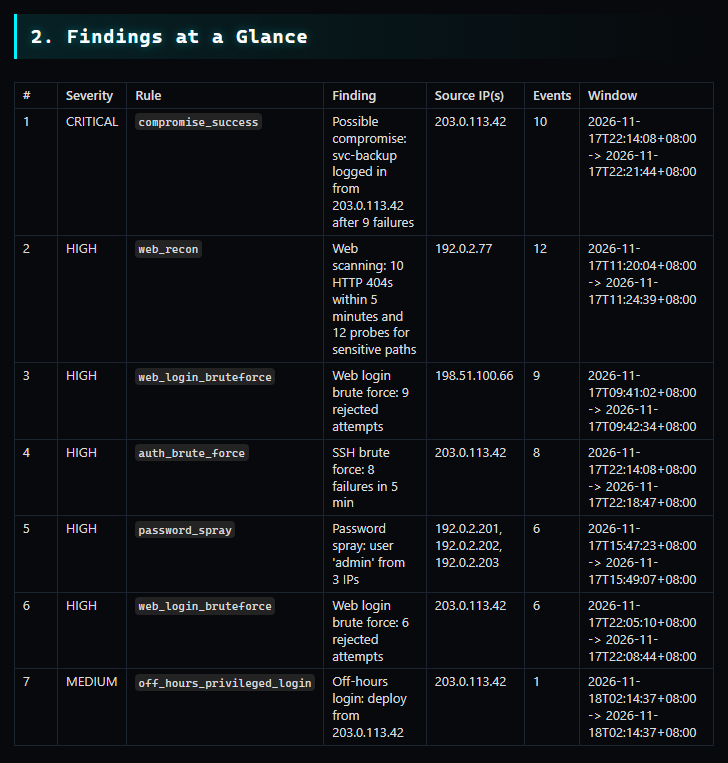 2. Findings at a Glance
# Severity Rule Finding Source IP(s) Events Window
1 CRITICAL compromise_success Possible 203.0.113.42 10 2026-11-
compromise: 17T22:14:08+08:00
svc-backup -> 2026-11-
logged in 17T22:21:44+08:00
from
203.0.113.42
after 9 failures
2 HIGH web_recon Web 192.0.2.77 12 2026-11-
scanning: 10 17T11:20:04+08:00
HTTP 404s -> 2026-11-
within 5 17T11:24:39+08:00
minutes and
12 probes for
sensitive paths
3 HIGH web_login_bruteforce Web login 198.51.100.66 9 2026-11-
brute force: 9 17T09:41:02+08:00
rejected -> 2026-11-
attempts 17T09:42:34+08:00
4 HIGH auth_brute_force SSH brute 203.0.113.42 8 2026-11-
force: 8 17T22:14:08+08:00
failures in 5 -> 2026-11-
min 17T22:18:47+08:00
5 HIGH password_spray Password 192.0.2.201, 6 2026-11-
spray: user 192.0.2.202, 17T15:47:23+08:00
'admin' from 192.0.2.203 -> 2026-11-
3 IPs 17T15:49:07+08:00
6 HIGH web_login_bruteforce Web login 203.0.113.42 6 2026-11-
brute force: 6 17T22:05:10+08:00
rejected -> 2026-11-
attempts 17T22:08:44+08:00
7 MEDIUM off_hours_privileged_login Off-hours 203.0.113.42 1 2026-11-
login: deploy 18T02:14:37+08:00
from -> 2026-11-
203.0.113.42 18T02:14:37+08:00